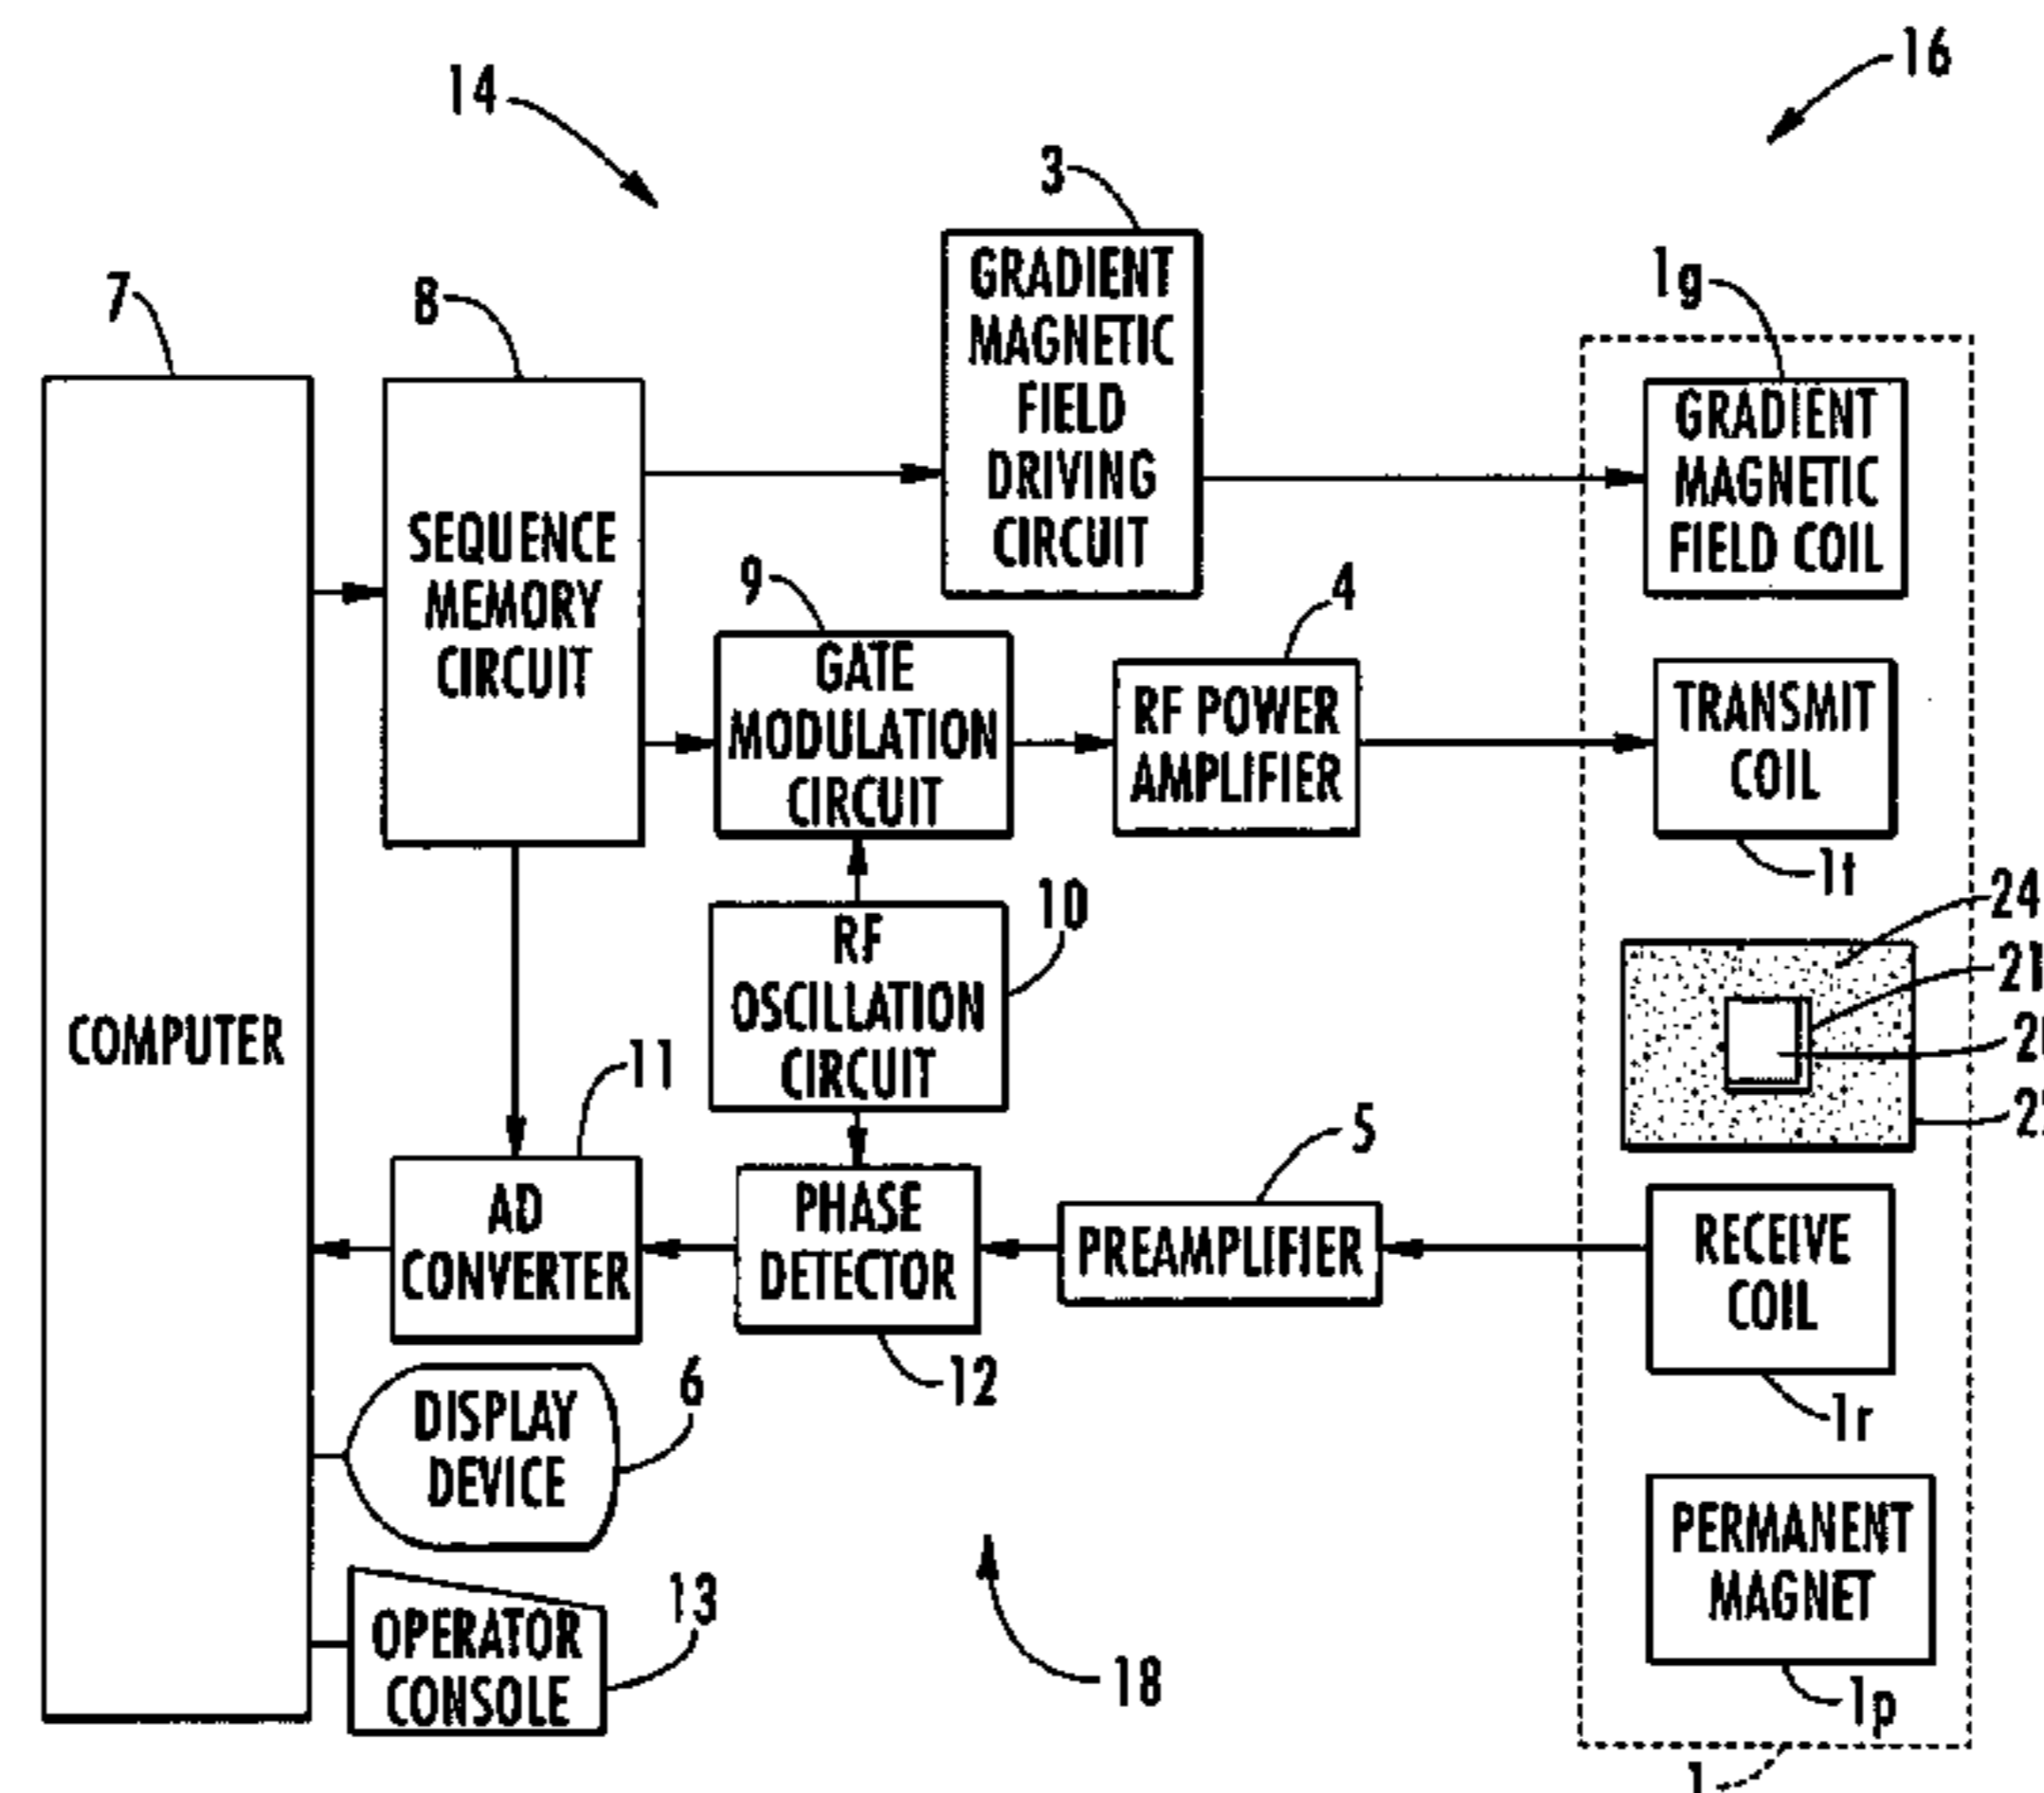 14
16
3
7
8
1g
GRADIENT
MAGNETIC
FIELD
DRIVING
CIRCUIT
GRADIENT
MAGNETIC
FIELD COIL
SEQUENCE
MEMORY
CIRCUIT
9
4
GATE
MODULATION
CIRCUIT
RF POWER
AMPLIFIER
TRANSMIT
COIL
1t
10
24
RF
OSCILLATION
CIRCUIT
21
COMPUTER
11
5
AD
CONVERTER
PHASE
DETECTOR
PREAMPLIFIER
RECEIVE
COIL
12
1r
DISPLAY
DEVICE
6
PERMANENT
MAGNET
13
OPERATOR
CONSOLE
18
1p
1